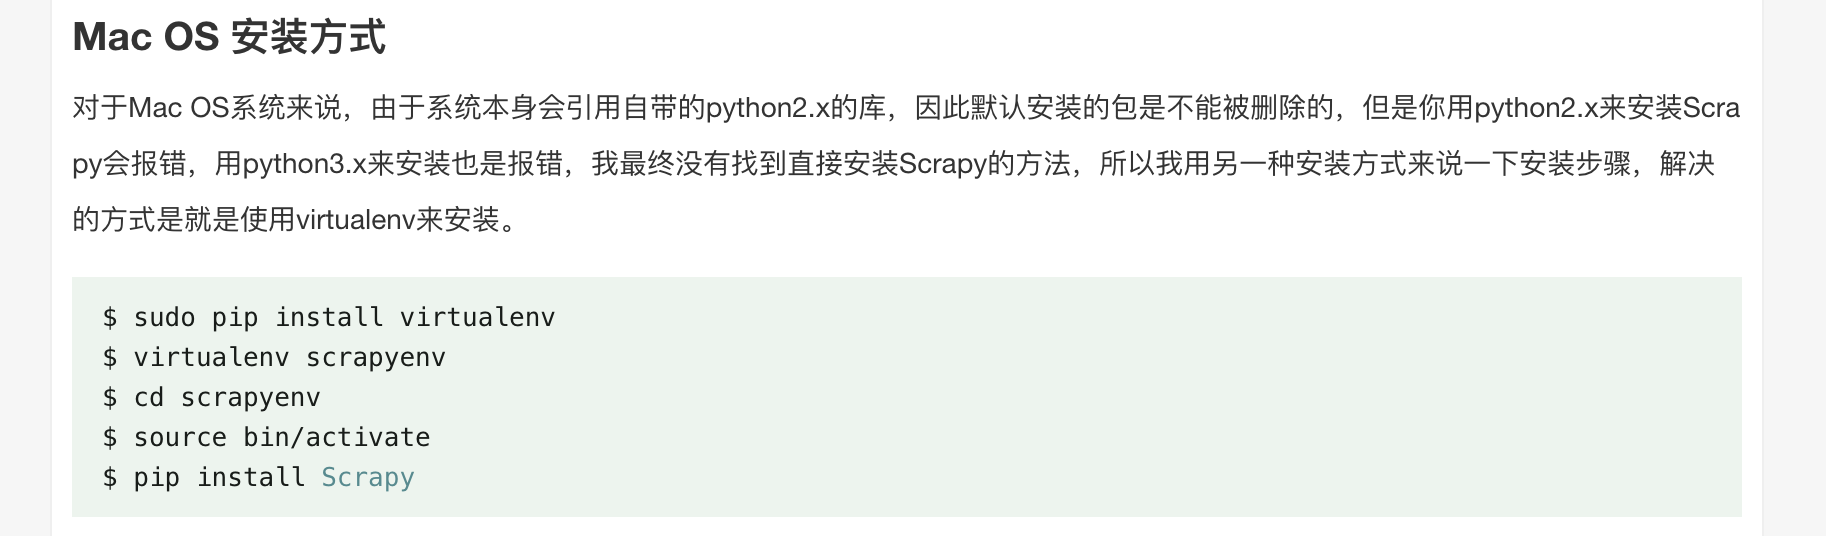 Mac OS 安装方式
对于Mac OS系统来说，由于系统本身会引用自带的python2.x的库，因此默认安装的包是不能被删除的，但是你用python2.x来安装Scra
py会报错，用python3.x来安装也是报错，我最终没有找到直接安装Scrapy的方法，所以我用另一种安装方式来说一下安装步骤，解决
的方式是就是使用virtualenv来安装。
$ sudo pip install virtualenv
$ virtualenv scrapyenv
$ cd scrapyenv
$ source bin/activate
$ pip install Scrapy